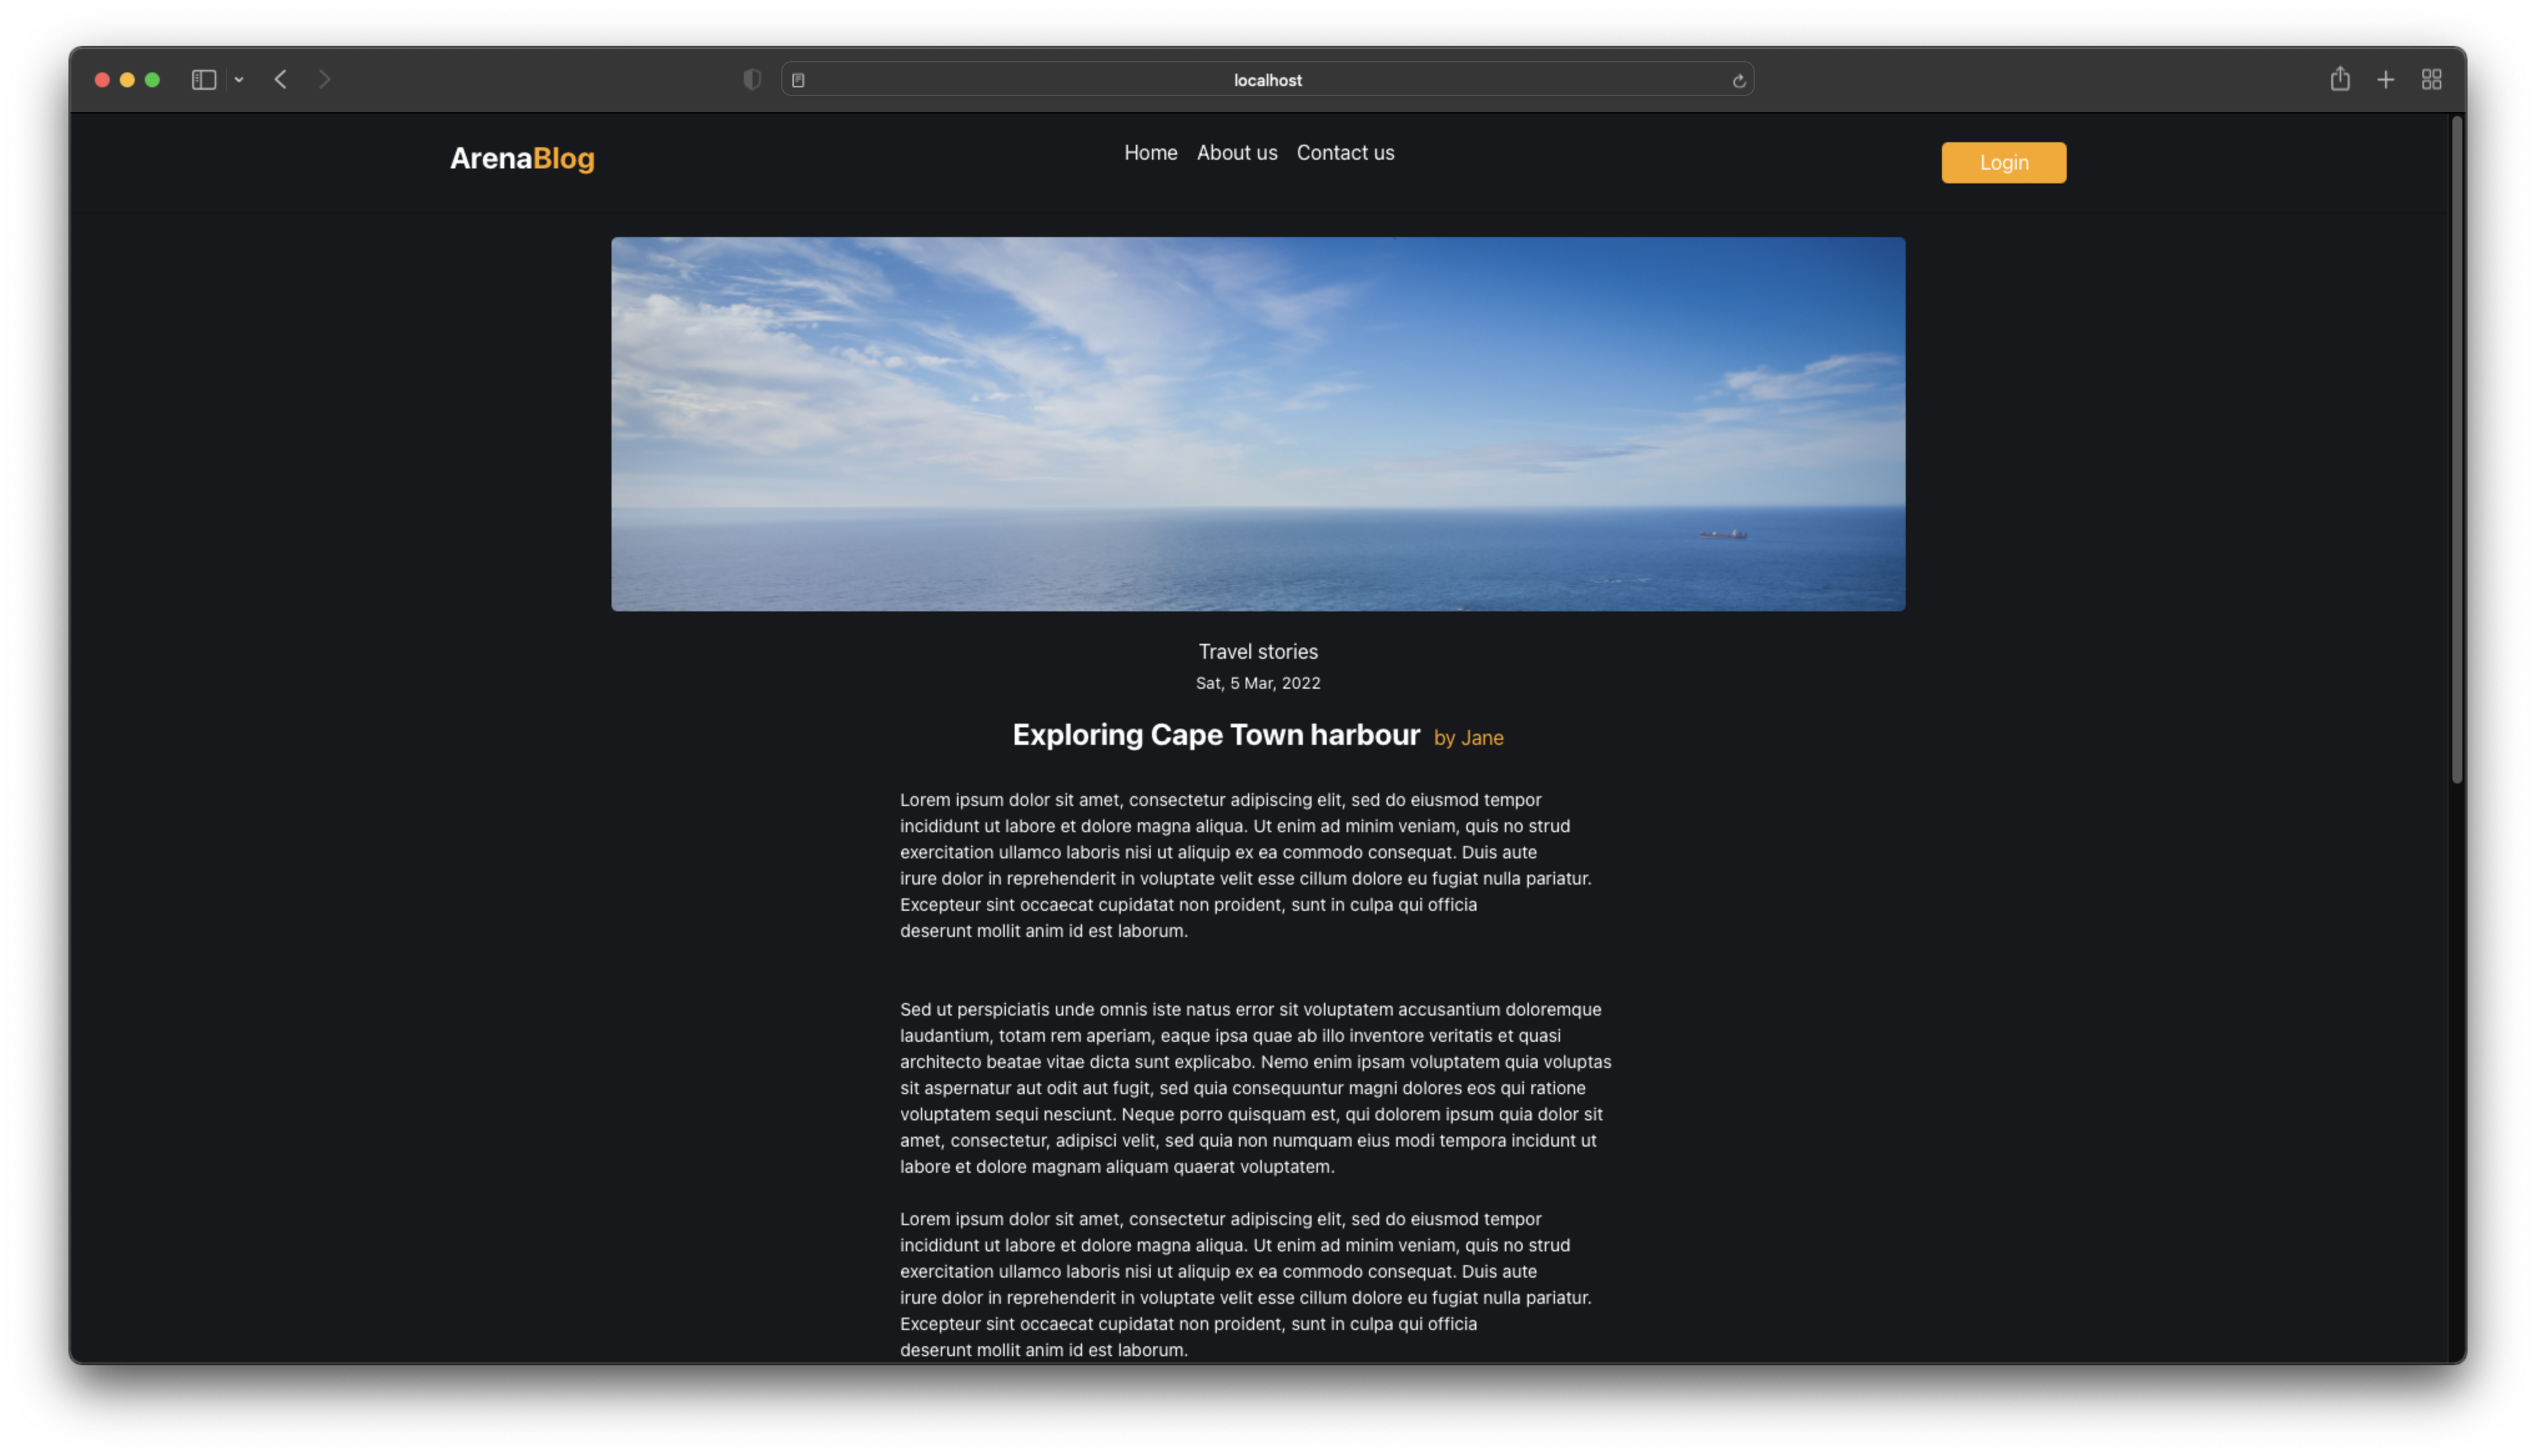 localhost
ArenaBlog
Home About us Contact us
Login
Travel stories
Sat, 5 Mar, 2022
Exploring Cape Town harbour by Jane
Lorem ipsum dolor sit amet, consectetur adipiscing elit, sed do eiusmod tempor
incididunt ut labore et dolore magna aliqua. Ut enim ad minim veniam, quis no strud
exercitation ullamco laboris nisi ut aliquip ex ea commodo consequat. Duis aute
irure dolor in reprehenderit in voluptate velit esse cillum dolore eu fugiat nulla pariatur.
Excepteur sint occaecat cupidatat non proident, sunt in culpa qui officia
deserunt mollit anim id est laborum.
Sed ut perspiciatis unde omnis iste natus error sit voluptatem accusantium doloremque
laudantium, totam rem aperiam, eaque ipsa quae ab illo inventore veritatis et quasi
architecto beatae vitae dicta sunt explicabo. Nemo enim ipsam voluptatem quia voluptas
sit aspernatur aut odit aut fugit, sed quia consequuntur magni dolores eos qui ratione
voluptatem sequi nesciunt. Neque porro quisquam est, qui dolorem ipsum quia dolor sit
amet, consectetur, adipisci velit, sed quia non numquam eius modi tempora incidunt ut
labore et dolore magnam aliquam quaerat voluptatem.
Lorem ipsum dolor sit amet, consectetur adipiscing elit, sed do eiusmod tempor
incididunt ut labore et dolore magna aliqua. Ut enim ad minim veniam, quis no strud
exercitation ullamco laboris nisi ut aliquip ex ea commodo consequat. Duis aute
irure dolor in reprehenderit in voluptate velit esse cillum dolore eu fugiat nulla pariatur.
Excepteur sint occaecat cupidatat non proident, sunt in culpa qui officia
deserunt mollit anim id est laborum.